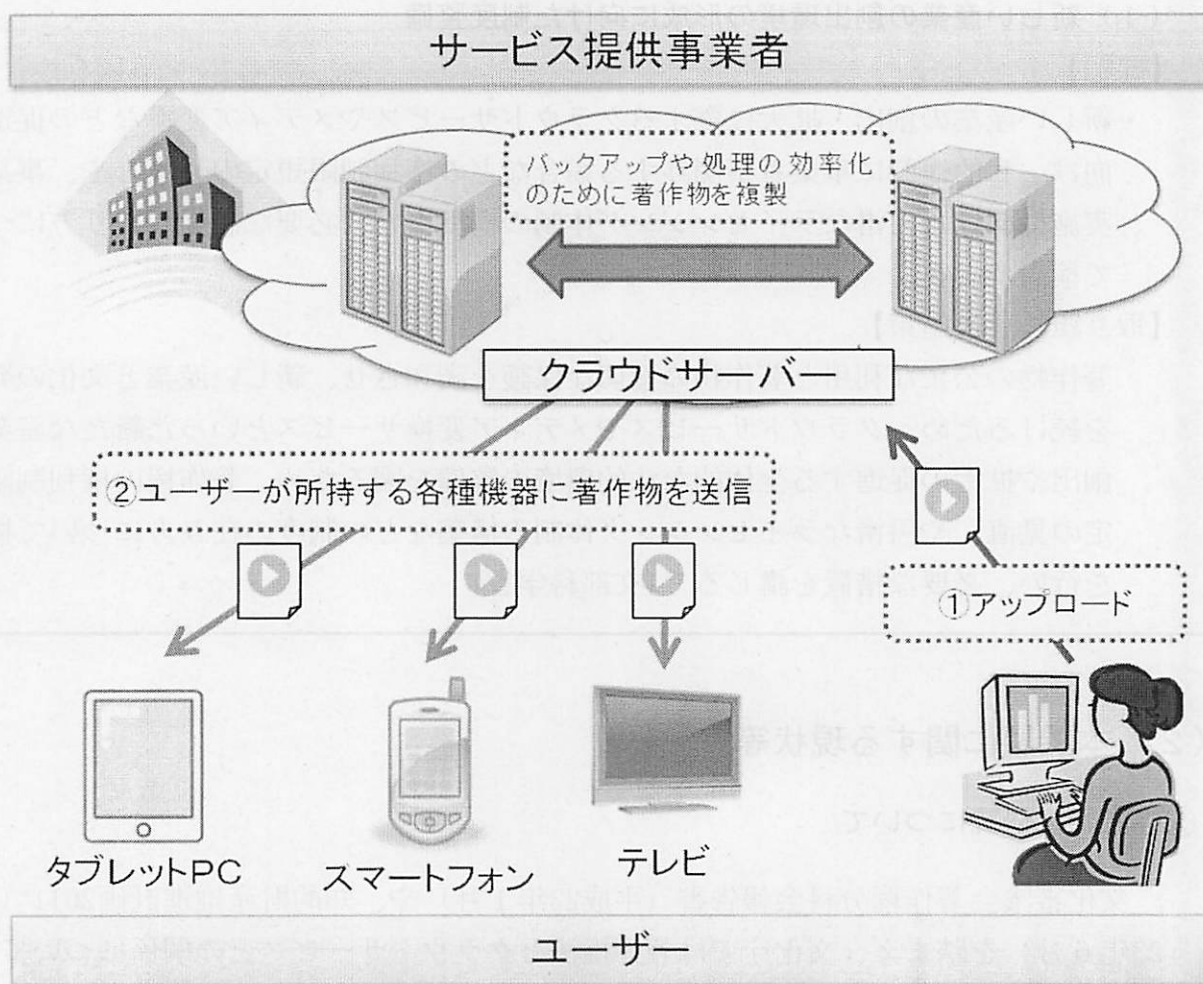 サービス提供事業者
バックアップや処理の効率化
のために著作物を複製
クラウドサーバー
②ユーザーが所持する各種機器に著作物を送信
①アップロード
タブレットPC
スマートフォン
テレビ
ユーザ